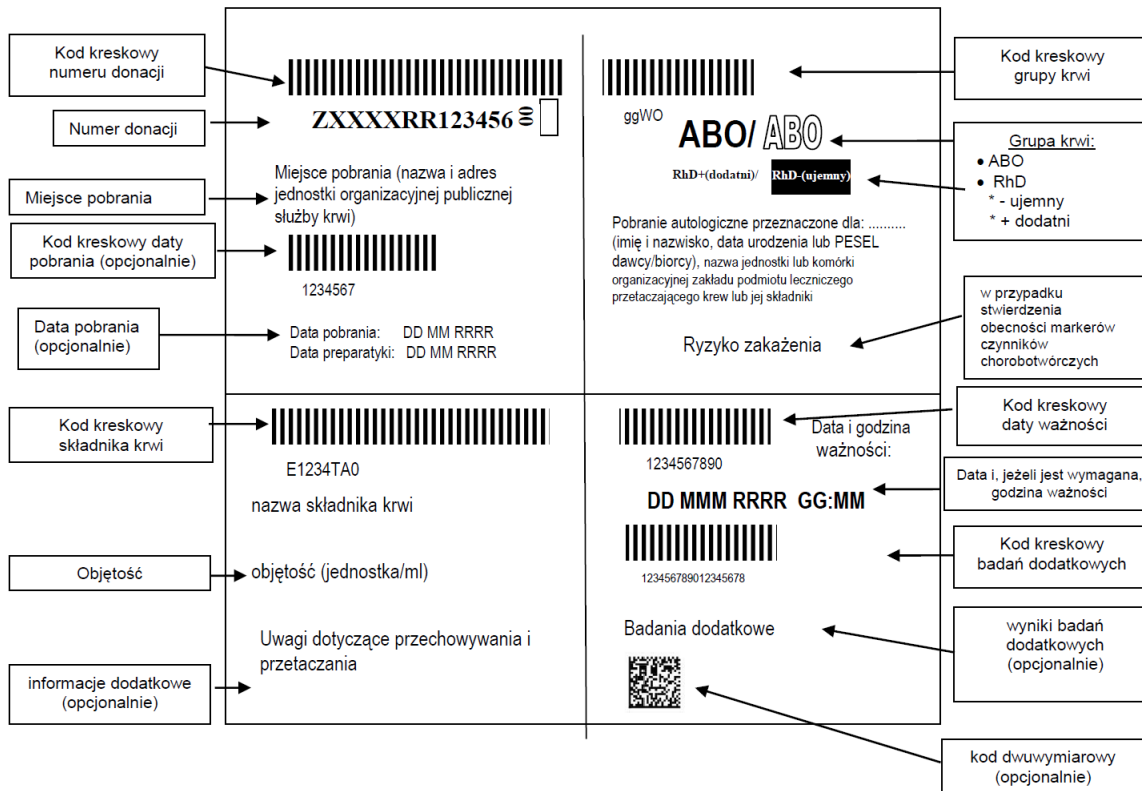 Kod kreskowy
numeru donacji
Numer donacji
Miejsce pobrania
Kod kreskowy daty
pobrania (opcjonalnie)
Data pobrania
(opcjonalnie)
Kod kreskowy
składnika krwi
Objętość
informacje dodatkowe
(opcjonalnie)
ZXXXXRR123456 00
Miejsce pobrania (nazwa i adres
jednostki organizacyjnej publicznej
służby krwi)
1234567
Data pobrania: DD MM RRRR
Data preparatyki: DD MM RRRR
ggWO
ABO/ ABO
RhD+(dodatni)/ RhD-(ujemny)
Pobranie autologiczne przeznaczone dla: ..........
(imię i nazwisko, data urodzenia lub PESEL
dawcy/biorcy), nazwa jednostki lub komórki
organizacyjnej zakładu podmiotu leczniczego
przetaczającego krew lub jej składniki
Ryzyko zakażenia
E1234TA0
nazwa składnika krwi
objętość (jednostka/ml)
Uwagi dotyczące przechowywania i
przetaczania
Data i godzina
ważności:
1234567890
DD MMM RRRR GG:MM
123456789012345678
Badania dodatkowe
Kod kreskowy
grupy krwi
Grupa krwi:
• ABO
• RhD
* - ujemny
* + dodatni
w przypadku
stwierdzenia
obecności markerów
czynników
chorobotwórczych
Kod kreskowy
daty ważności
Data i, jeżeli jest wymagana,
godzina ważności
Kod kreskowy
badań dodatkowych
wyniki badań
dodatkowych
(opcjonalnie)
kod dwuwymiarowy
(opcjonalnie)